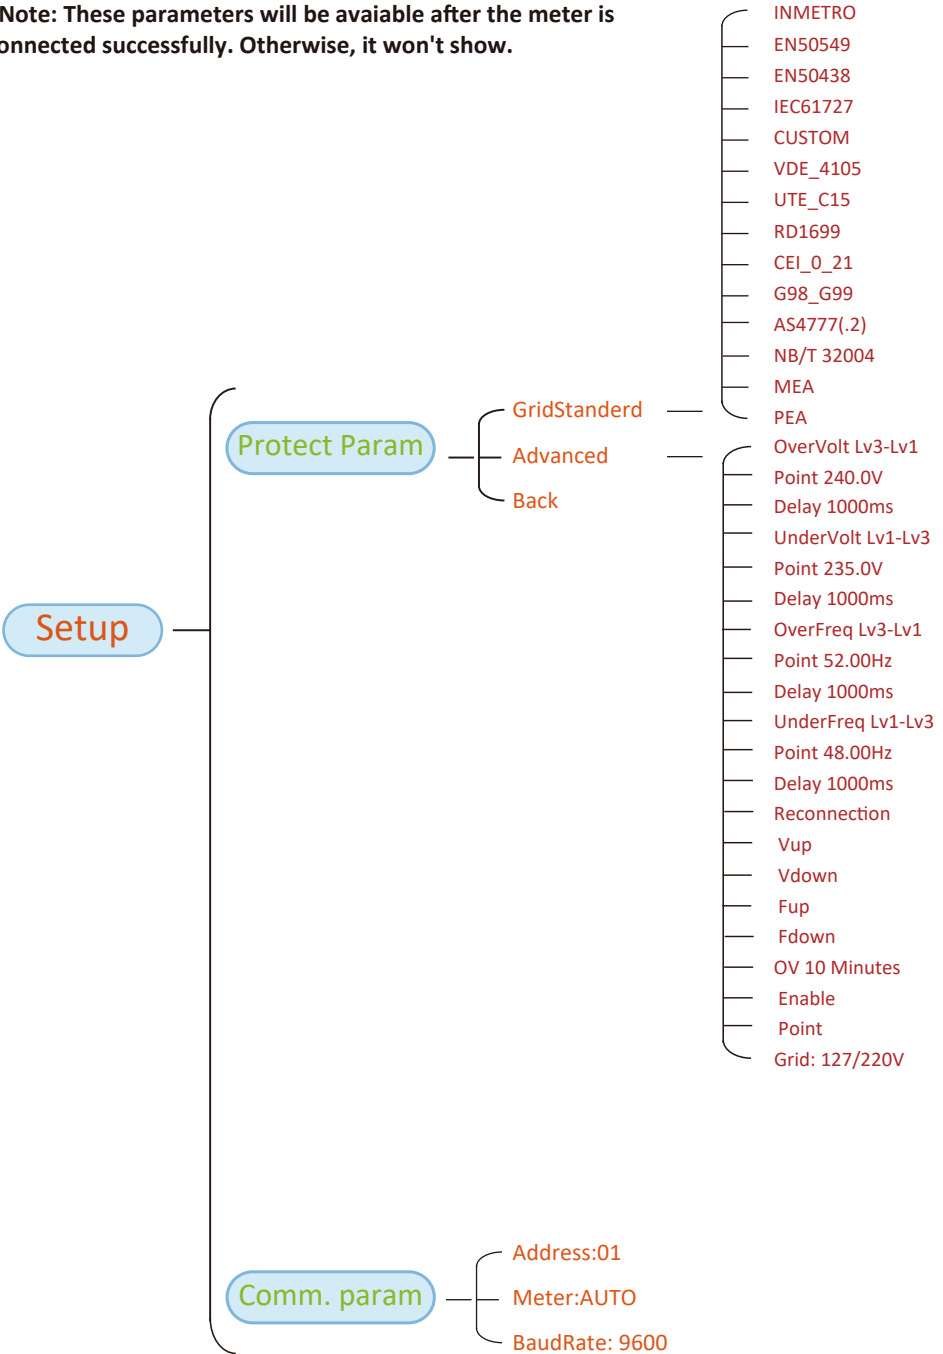 Note: These parameters will be avaiable after the meter is
onnected successfully. Otherwise, it won't show.
INMETRO
EN50549
EN50438
IEC61727
CUSTOM
VDE_4105
UTE_C15
RD1699
CEI_0_21
G98_G99
AS4777(.2)
NB/T 32004
MEA
PEA
Setup
Protect Param
GridStanderd
Advanced
Back
OverVolt Lv3-Lv1
Point 240.0V
Delay 1000ms
UnderVolt Lv1-Lv3
Point 235.0V
Delay 1000ms
OverFreq Lv3-Lv1
Point 52.00Hz
Delay 1000ms
UnderFreq Lv1-Lv3
Point 48.00Hz
Delay 1000ms
Reconnection
Vup
Vdown
Fup
Fdown
OV 10 Minutes
Enable
Point
Grid: 127/220V
Comm. param
Address:01
Meter:AUTO
BaudRate: 9600